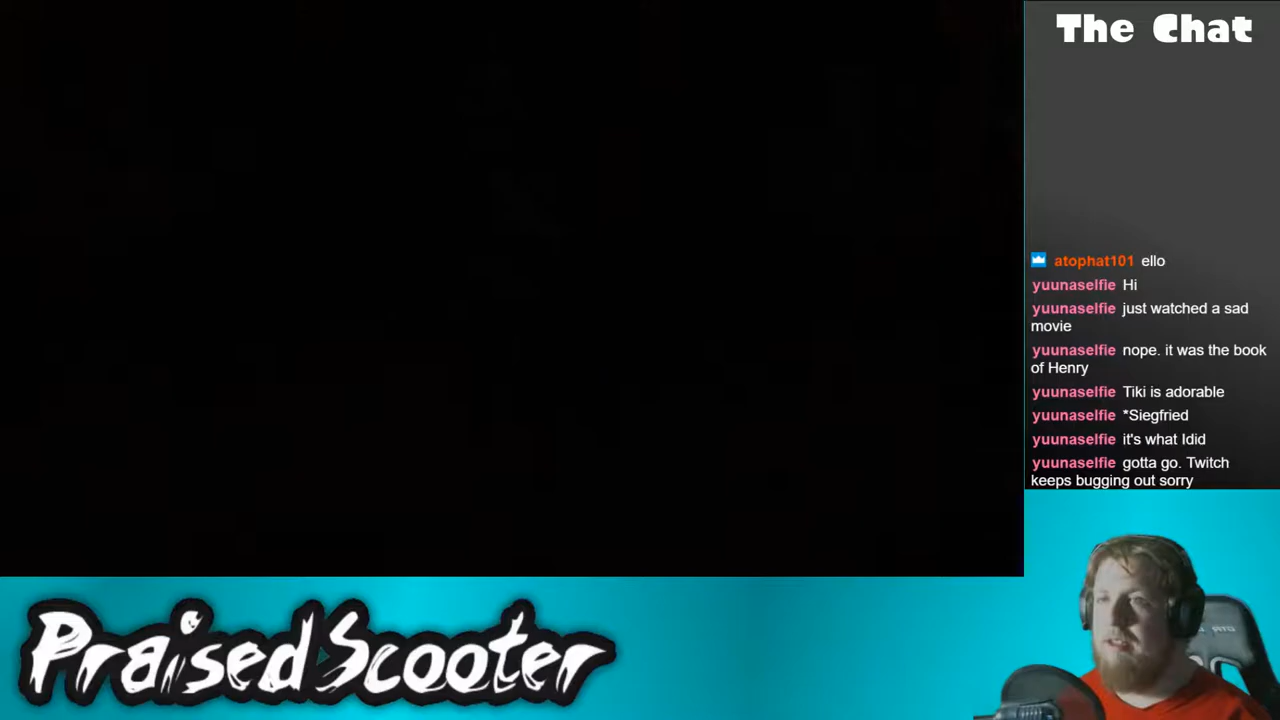 The Chat
atophat101 ello
yuunaselfie Hi
yuunaselfie just watched a sad
movie
yuunaselfie nope. it was the book
of Henry
yuunaselfie Tiki is adorable
yuunaselfie *Siegfried
yuunaselfie it's what Idid
yuunaselfie gotta go. Twitch
keeps bugging out sorry
PraisedScooter